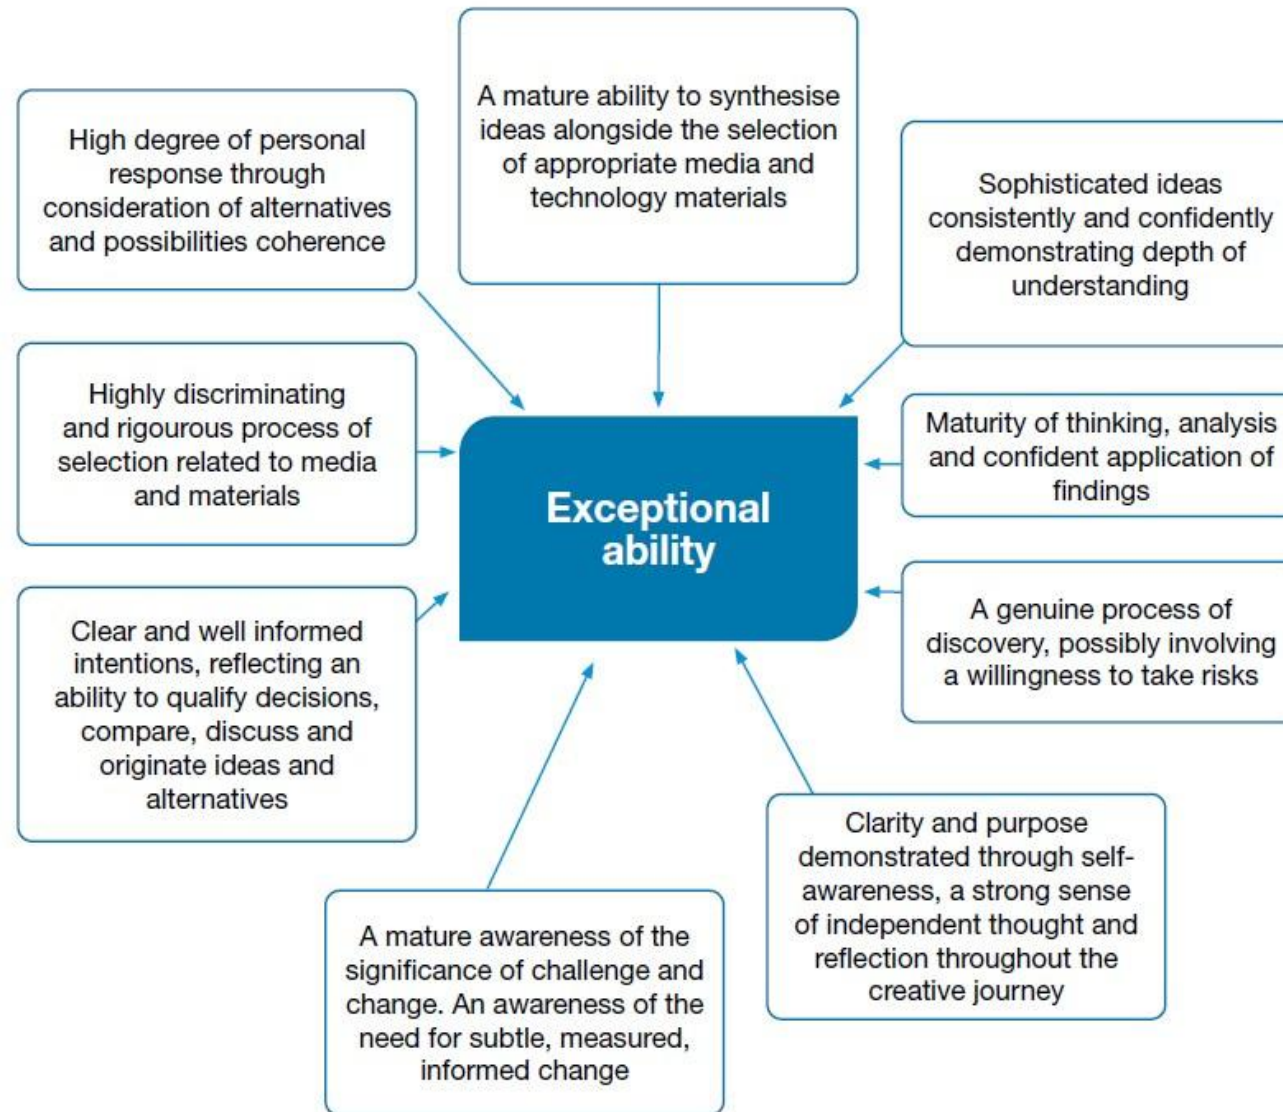 A mature ability to synthesise
ideas alongside the selection
of appropriate media and
technology materials
High degree of personal
response through
consideration of alternatives
and possibilities coherence
Sophisticated ideas
consistently and confidently
demonstrating depth of
understanding
Highly discriminating
and rigourous process of
selection related to media
and materials
Maturity of thinking, analysis
and confident application of
findings
Exceptional
ability
Clear and well informed
intentions, reflecting an
ability to qualify decisions,
compare, discuss and
originate ideas and
alternatives
A genuine process of
discovery, possibly involving
a willingness to take risks
Clarity and purpose
demonstrated through self-
awareness, a strong sense
of independent thought and
reflection throughout the
creative journey
A mature awareness of the
significance of challenge and
change. An awareness of the
need for subtle, measured,
informed change